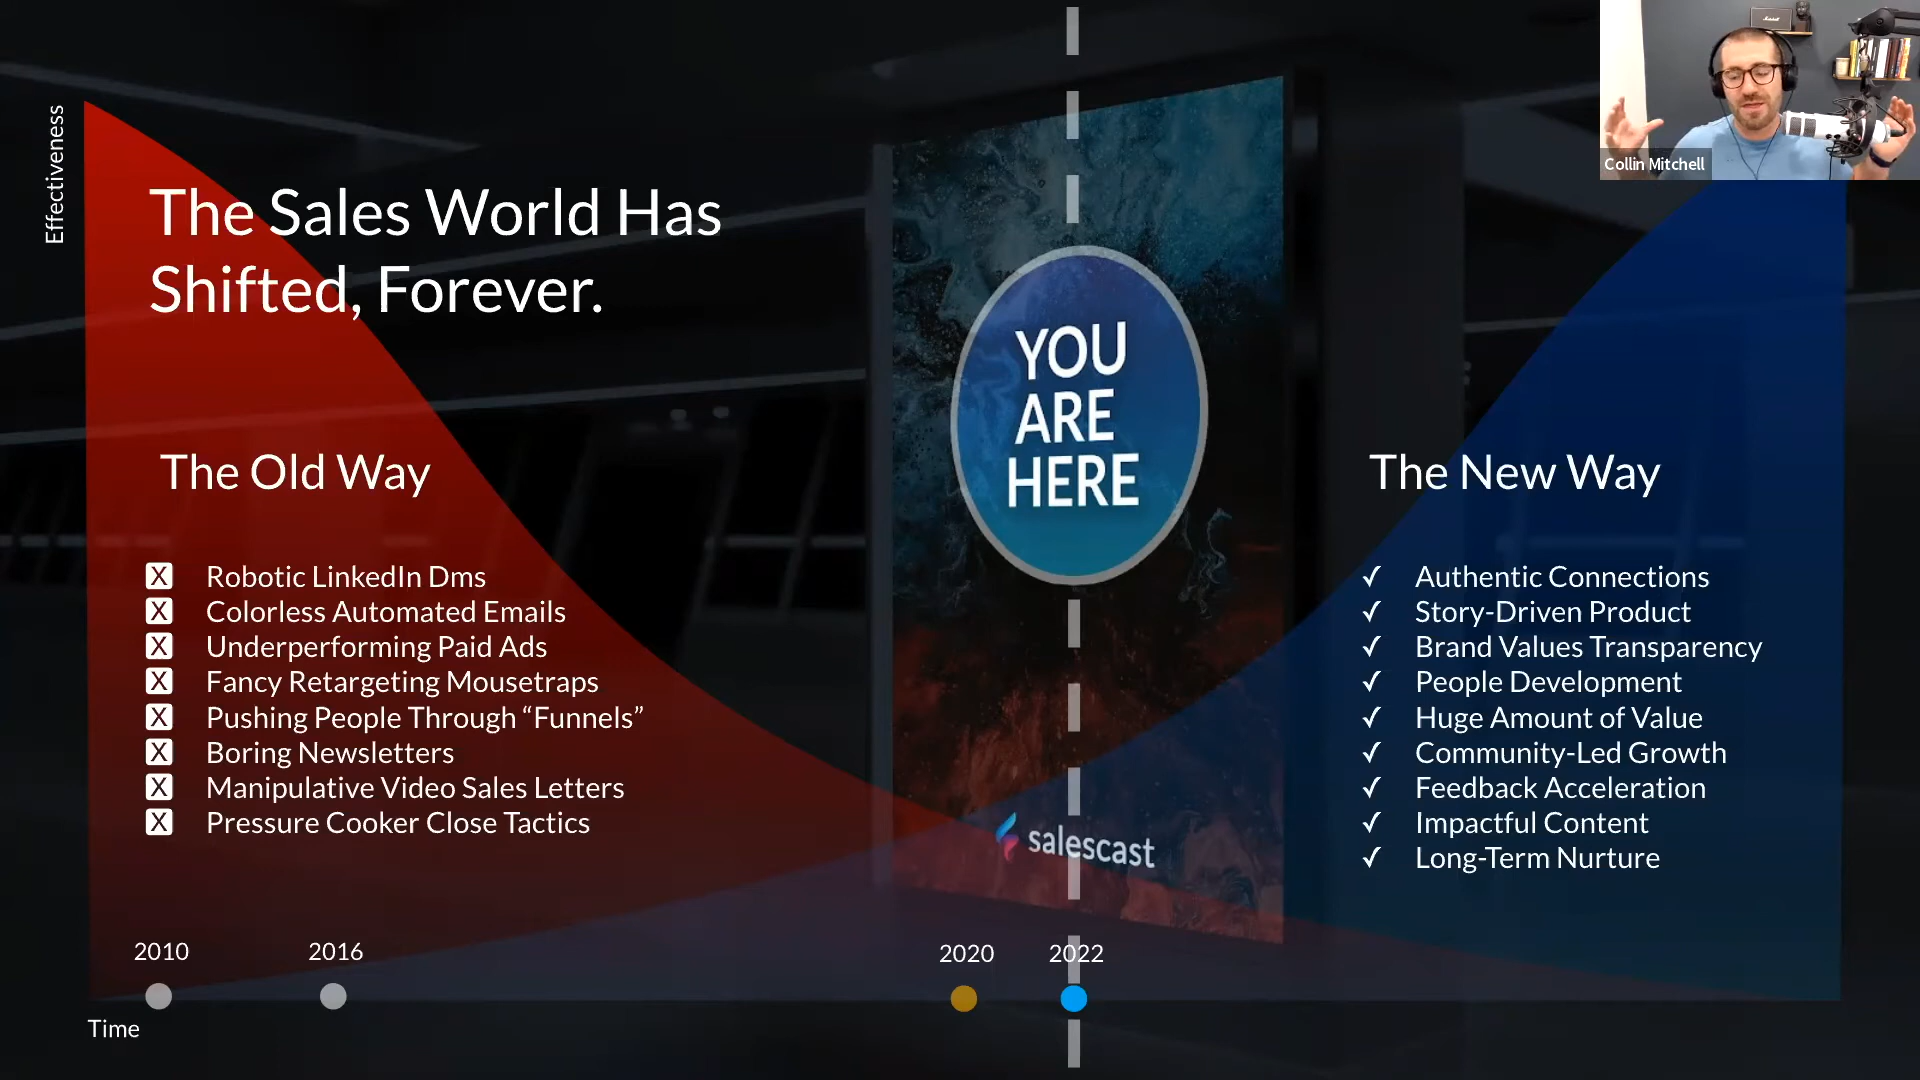 Effectiveness
The Sales World Has
Shifted, Forever.
Collin Mitchell
YOU
ARE
HERE
The Old Way
X Robotic LinkedIn Dms
X Colorless Automated Emails
X Underperforming Paid Ads
X Fancy Retargeting Mousetraps
X Pushing People Through “Funnels”
X Boring Newsletters
X Manipulative Video Sales Letters
X Pressure Cooker Close Tactics
The New Way
✓ Authentic Connections
✓ Story-Driven Product
✓ Brand Values Transparency
✓ People Development
✓ Huge Amount of Value
✓ Community-Led Growth
✓ Feedback Acceleration
✓ Impactful Content
✓ Long-Term Nurture
salescast
2010
2016
2020
2022
Time